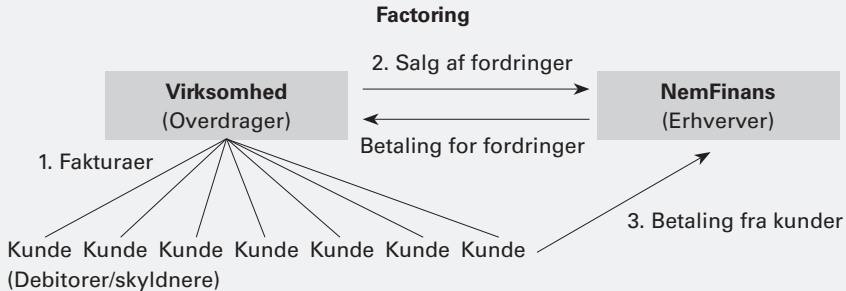 Factoring
2. Salg af fordringer
Virksomhed
(Overdrager)
NemFinans
(Erhverver)
Betaling for fordringer
1. Fakturaer
3. Betaling fra kunder
Kunde Kunde Kunde Kunde Kunde Kunde Kunde
(Debitorer/skyldnere)